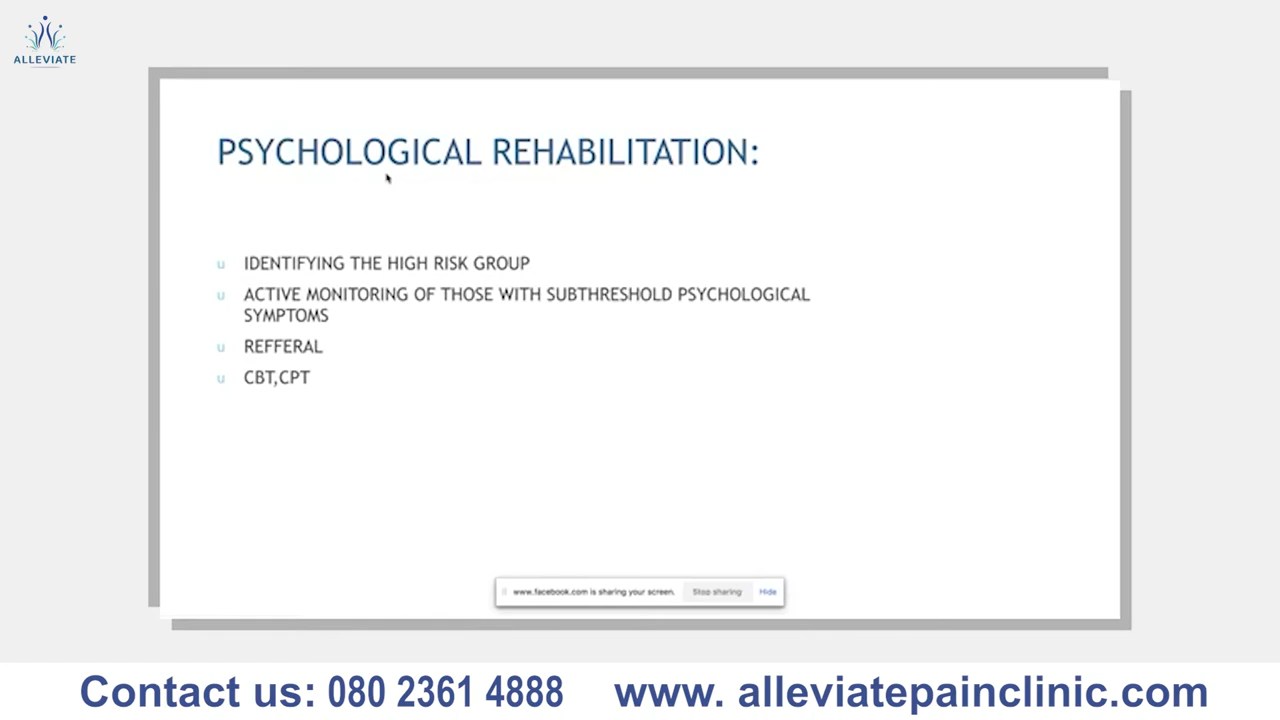 ALLEVIATE
PSYCHOLOGICAL REHABILITATION:
u IDENTIFYING THE HIGH RISK GROUP
u ACTIVE MONITORING OF THOSE WITH SUBTHRESHOLD PSYCHOLOGICAL
SYMPTOMS
u REFFERAL
u CBT,CPT
www.facebook.com is sharing your screen. Stop sharing Hide
Contact us: 080 2361 4888 www. alleviatepainclinic.com